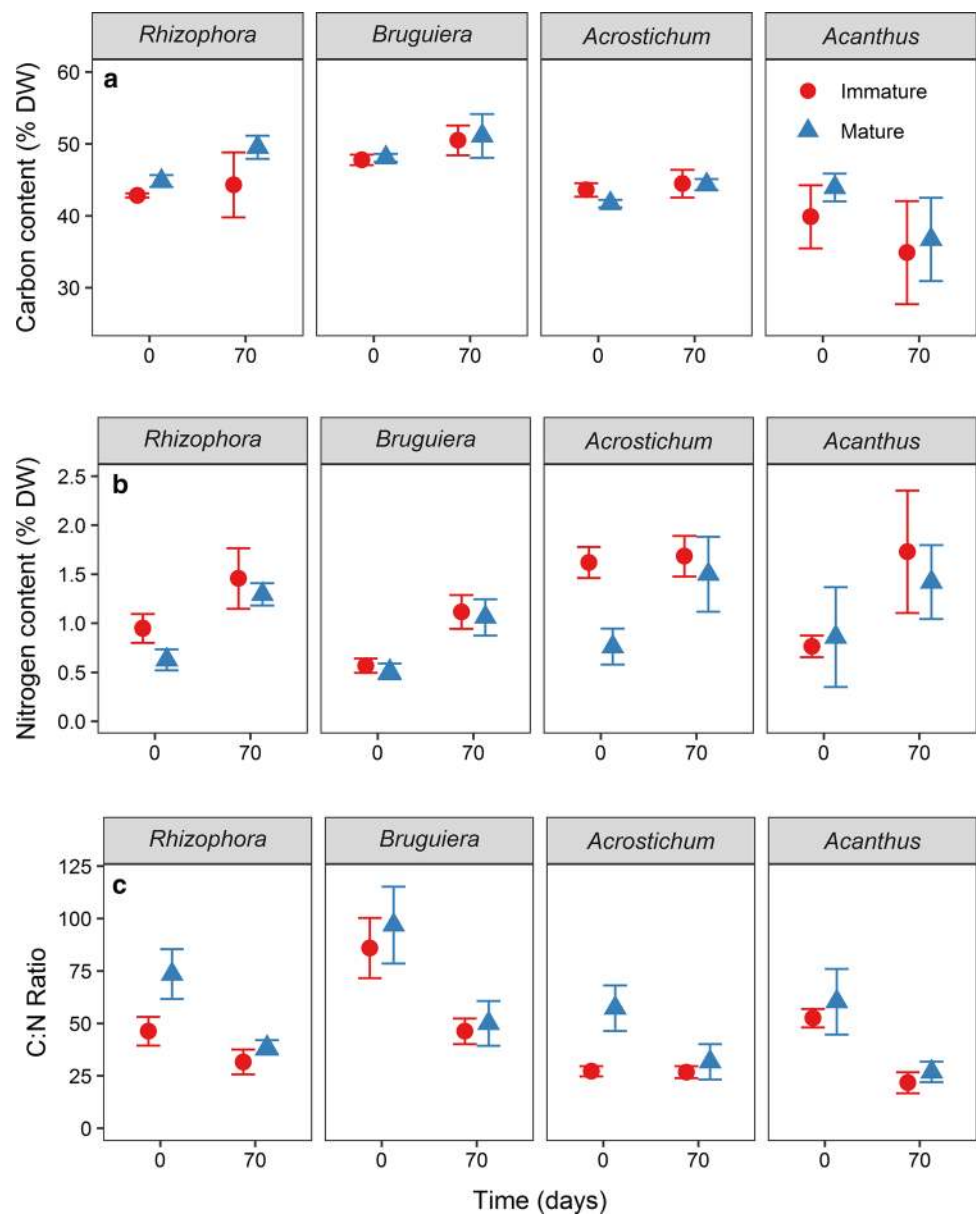 Rhizophora Bruguiera Acrostichum Acanthus
a
Immature
Mature
Carbon content (% DW)
60
50
40
30
0 70 0 70 0 70 0 70
Rhizophora Bruguiera Acrostichum Acanthus
b
Nitrogen content (% DW)
2.5
2.0
1.5
1.0
0.5
0.0
0 70 0 70 0 70 0 70
Rhizophora Bruguiera Acrostichum Acanthus
c
C:N Ratio
125
100
75
50
25
0
0 70 0 70 0 70 0 70
Time (days)